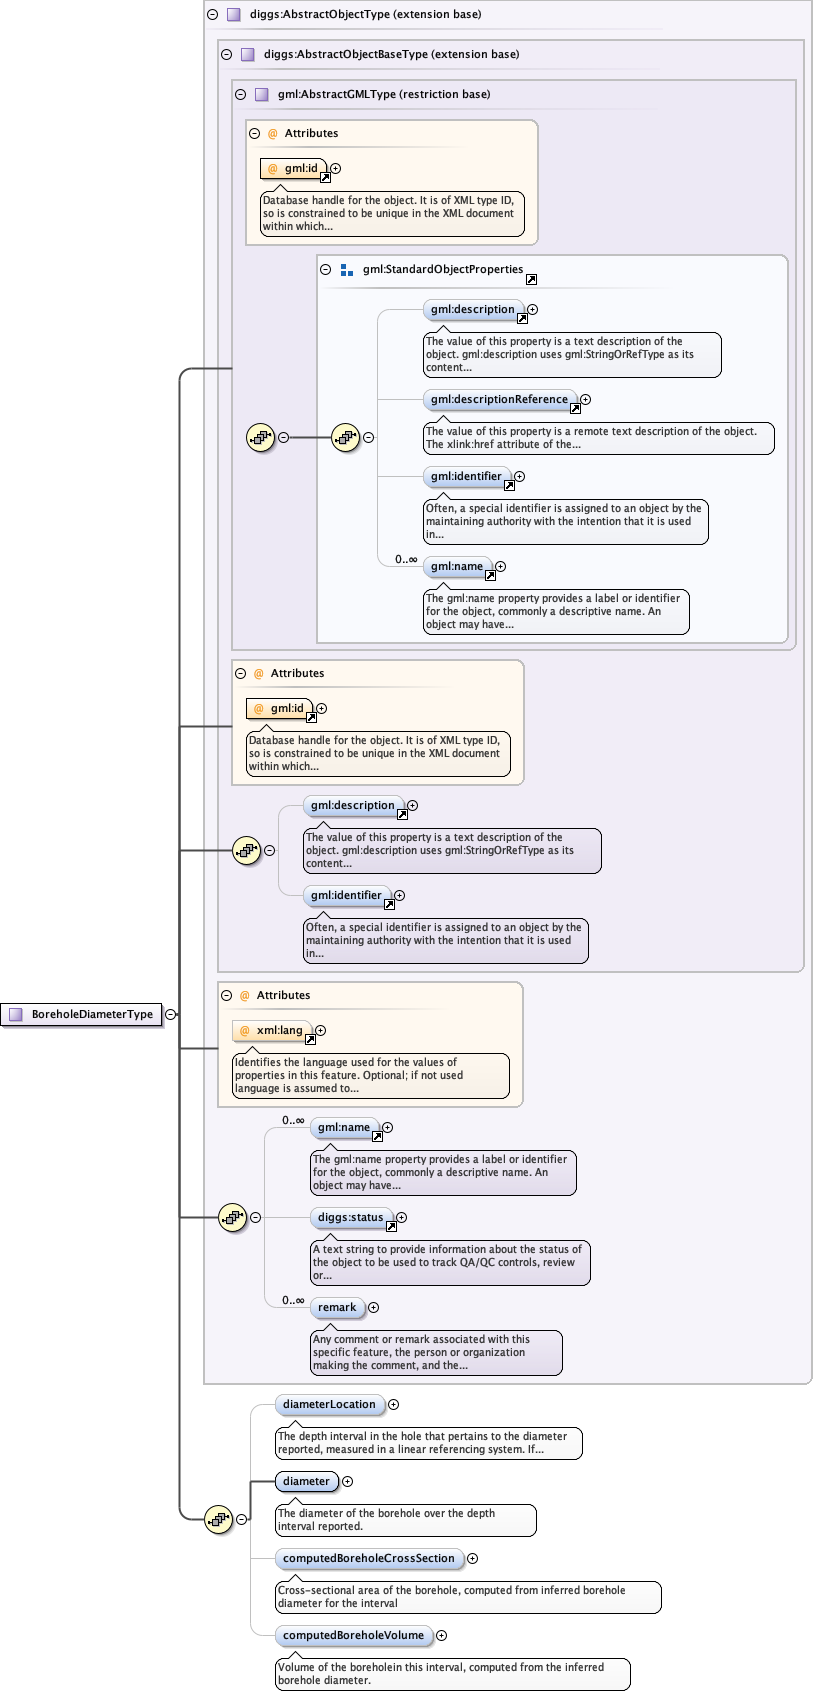 diggs:AbstractObjectType (extension base)
diggs:AbstractObjectBaseType (extension base)
gml:AbstractGMLType (restriction base)
@ Attributes
@ gml:id
Database handle for the object. It is of XML type ID,
so is constrained to be unique in the XML document
within which...
gml:StandardObjectProperties
gml:description
The value of this property is a text description of the
object. gml:description uses gml:StringOrRefType as its
content...
gml:descriptionReference
The value of this property is a remote text description of the object.
The xlink:href attribute of the...
gml:identifier
Often, a special identifier is assigned to an object by the
maintaining authority with the intention that it is used
in...
0..∞
gml:name
The gml:name property provides a label or identifier
for the object, commonly a descriptive name. An
object may have...
@ Attributes
@ gml:id
Database handle for the object. It is of XML type ID,
so is constrained to be unique in the XML document
within which...
gml:description
The value of this property is a text description of the
object. gml:description uses gml:StringOrRefType as its
content...
gml:identifier
Often, a special identifier is assigned to an object by the
maintaining authority with the intention that it is used
in...
BoreholeDiameterType
@ Attributes
@ xml:lang
Identifies the language used for the values of
properties in this feature. Optional; if not used
language is assumed to...
0..∞
gml:name
The gml:name property provides a label or identifier
for the object, commonly a descriptive name. An
object may have...
diggs:status
A text string to provide information about the status of
the object to be used to track QA/QC controls, review
or...
0..∞
remark
Any comment or remark associated with this
specific feature, the person or organization
making the comment, and the...
diameterLocation
The depth interval in the hole that pertains to the diameter
reported, measured in a linear referencing system. If...
diameter
The diameter of the borehole over the depth
interval reported.
computedBoreholeCrossSection
Cross-sectional area of the borehole, computed from inferred borehole
diameter for the interval
computedBoreholeVolume
Volume of the boreholein this interval, computed from the inferred
borehole diameter.